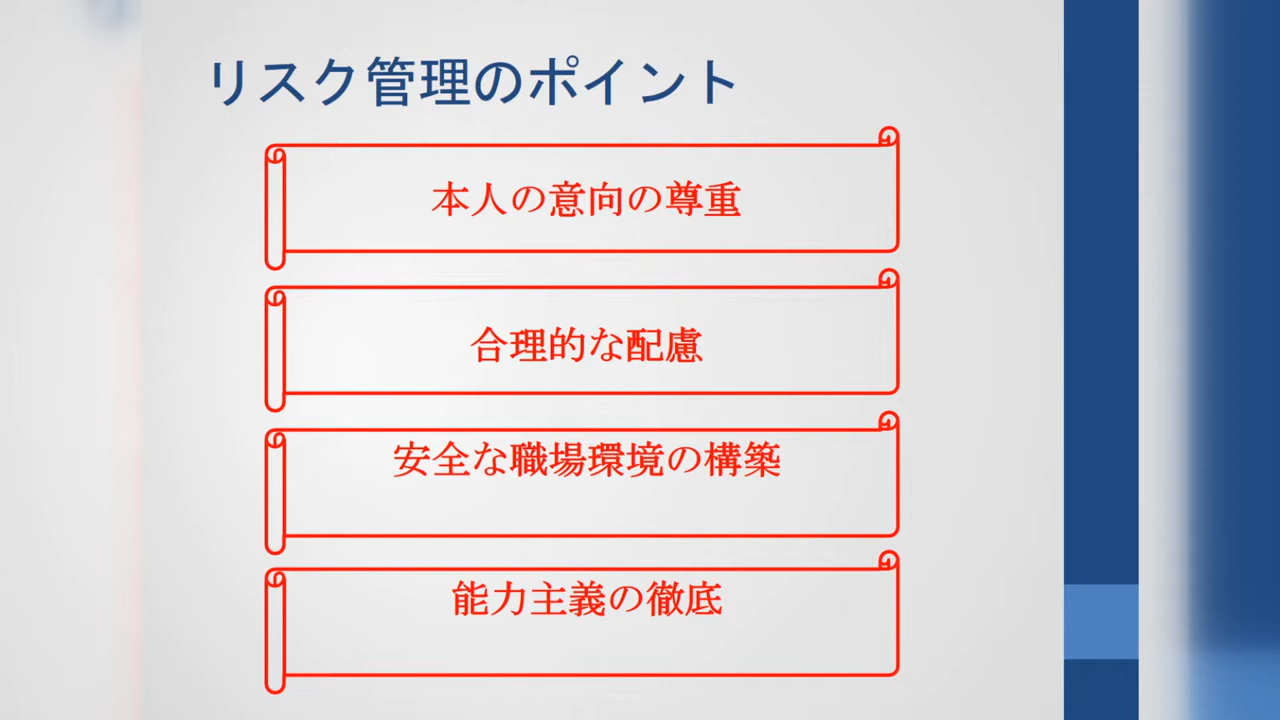 リスク管理のポイント
本人の意向の尊重
合理的な配慮
安全な職場環境の構築
能力主義の徹底